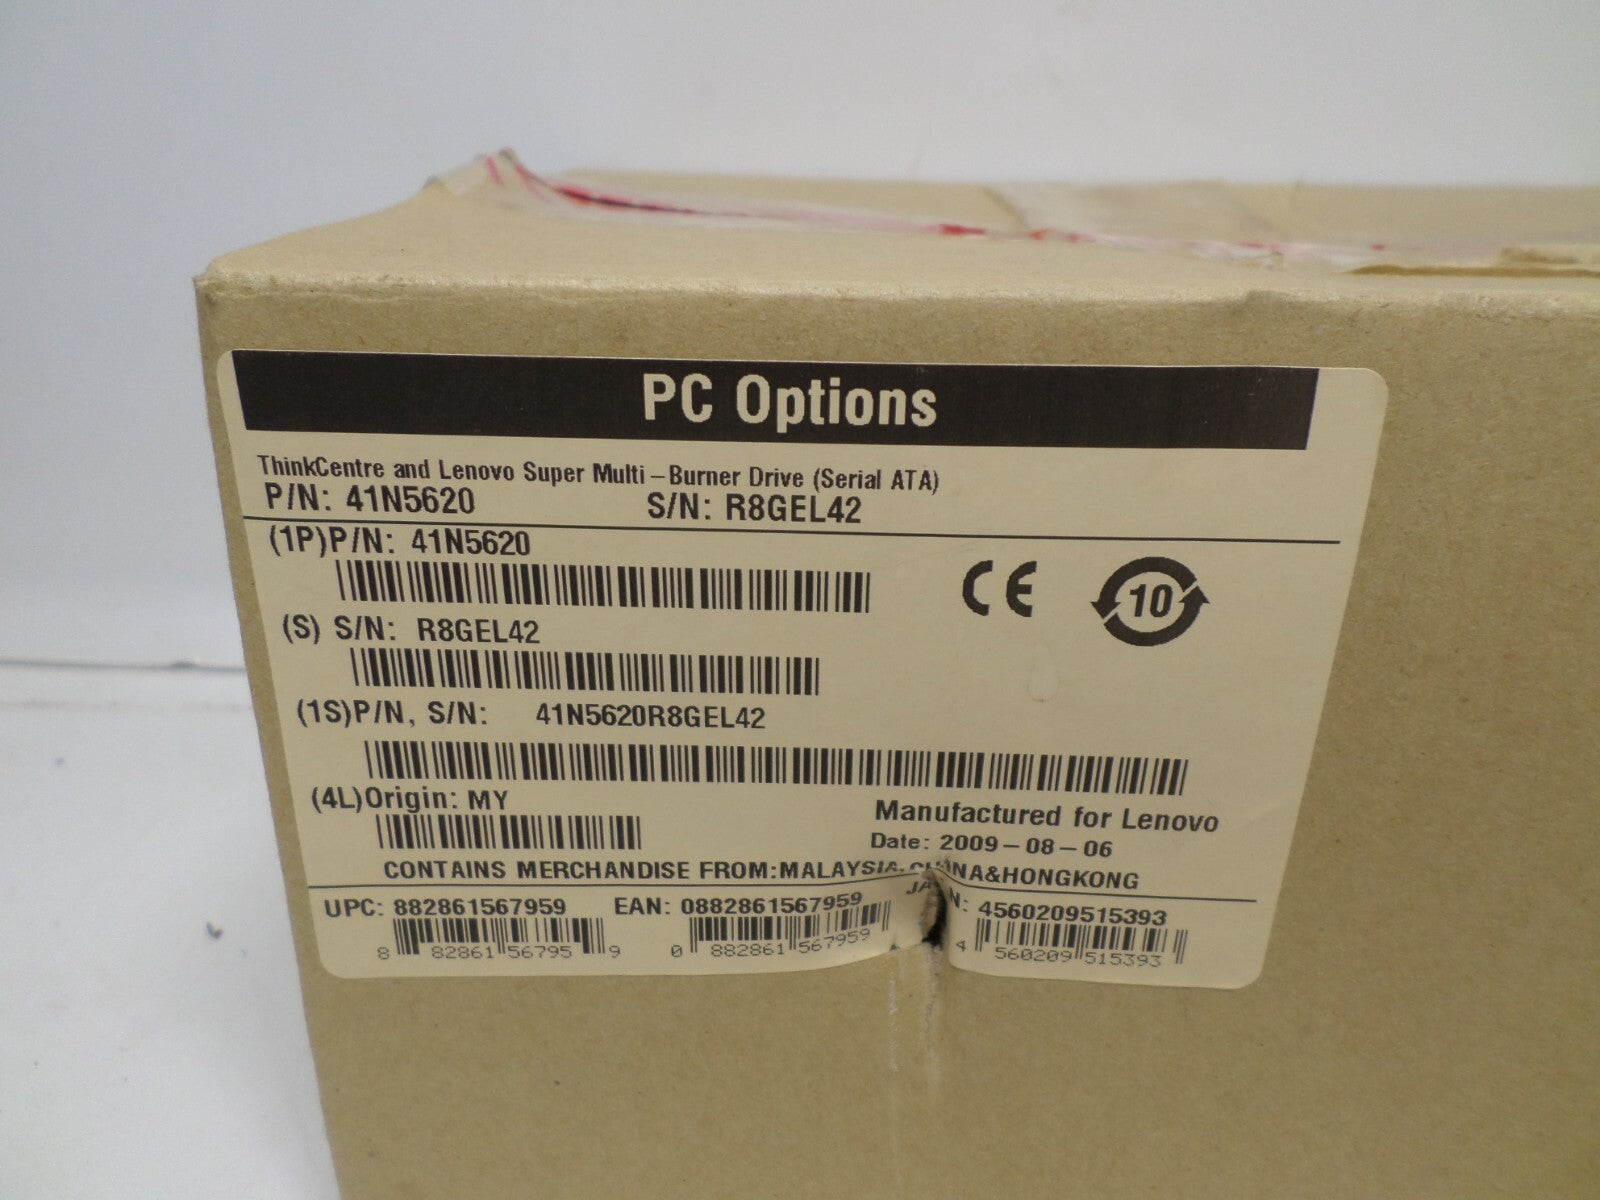 PC Options
ThinkCentre and Lenovo Super Multi-Burner Drive (Serial ATA)
P/N: 41N5620 S/N: R8GEL42
(1P)P/N: 41N5620
CE 10
(S) S/N: R8GEL42
(1S)P/N, S/N: 41N5620R8GEL42
(4L)Origin: MY
Manufactured for Lenovo
Date: 2009-08-06
CONTAINS MERCHANDISE FROM:MALAYSIA, CHINA&HONGKONG
UPC: 882861567959 EAN: 0882861567959 4560209515393
8 82861 56795 9 0 882861 567959 4 560209 515393